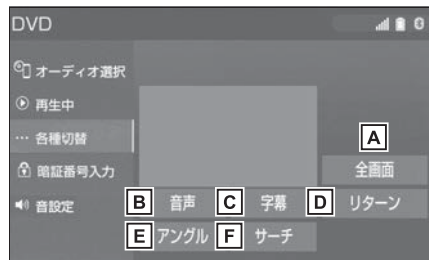 DVD
オーディオ選択
再生中
… 各種切替
暗証番号入力
音設定
A
全画面
B 音声 C 字幕 D リターン
E アングル F サーチ